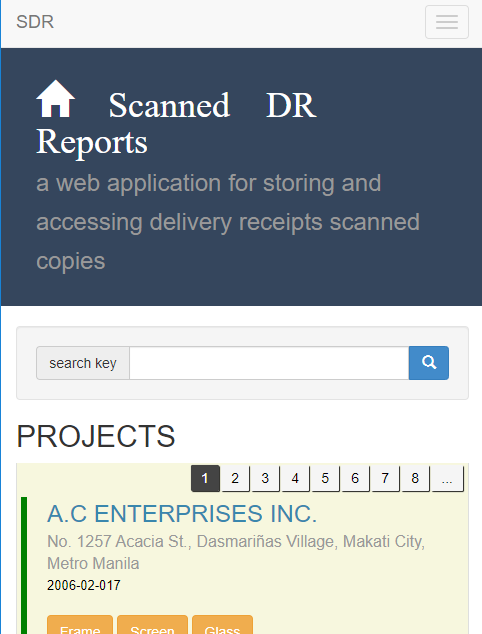 SDR
Scanned DR
Reports
a web application for storing and
accessing delivery receipts scanned
copies
search key
PROJECTS
1 2 3 4 5 6 7 8 ...
A.C ENTERPRISES INC.
No. 1257 Acacia St., Dasmariñas Village, Makati City,
Metro Manila
2006-02-017
Frame Screen Glass